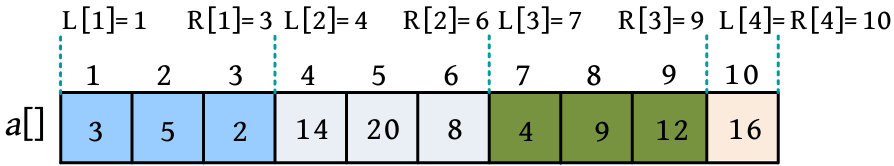 L[1]=1 R[1]=3 L[2]=4 R[2]=6 L[3]=7 R[3]=9 L[4]=R[4]=10
1 2 3 4 5 6 7 8 9 10
a[] 3 5 2 14 20 8 4 9 12 16